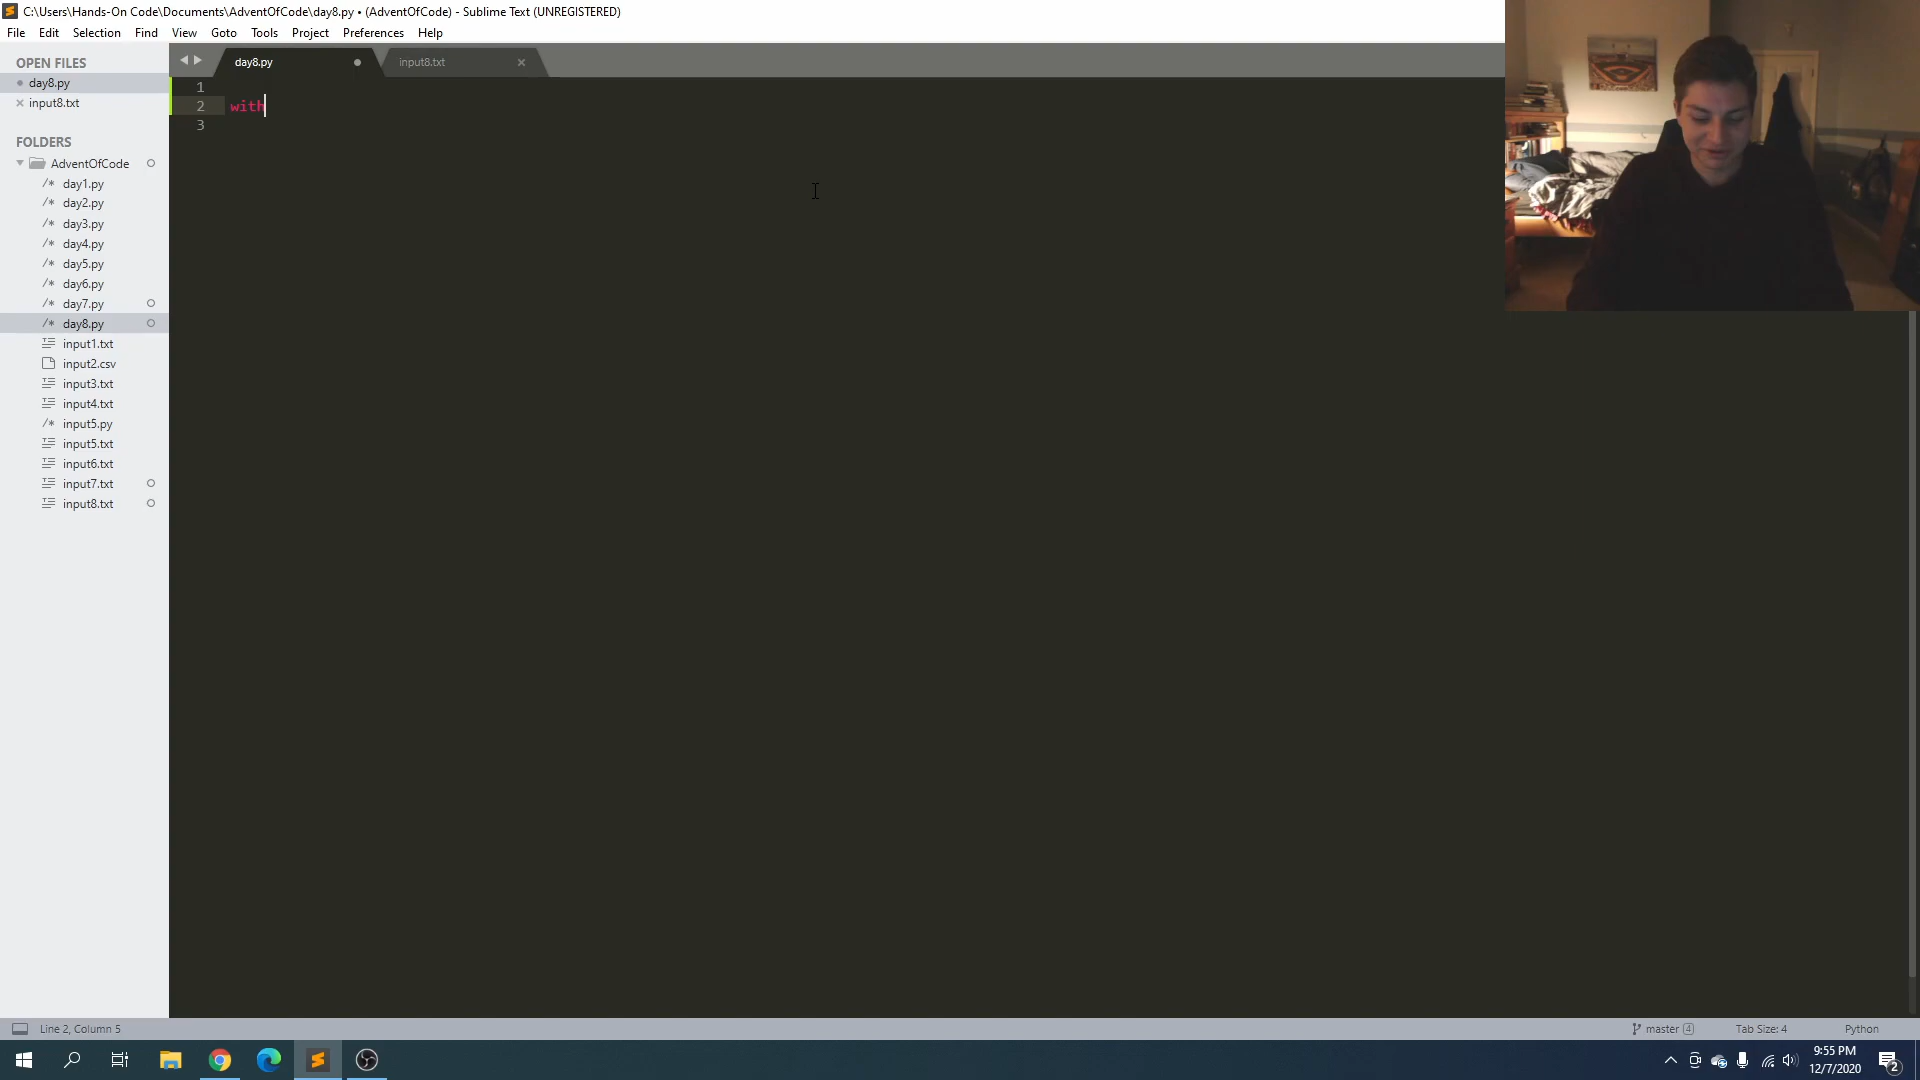 C:\Users\Hands-On Code\Documents\AdventOfCode\day8.py • (AdventOfCode) - Sublime Text (UNREGISTERED)
File Edit Selection Find View Goto Tools Project Preferences Help
OPEN FILES
day8.py
input8.txt
FOLDERS
AdventOfCode
day1.py
day2.py
day3.py
day4.py
day5.py
day6.py
day7.py
day8.py
input1.txt
input2.csv
input3.txt
input4.txt
input5.py
input5.txt
input6.txt
input7.txt
input8.txt
day8.py input8.txt
1
2 with
3
Line 2, Column 5 master 4 Tab Size: 4 Python
9:55 PM
12/7/2020
2